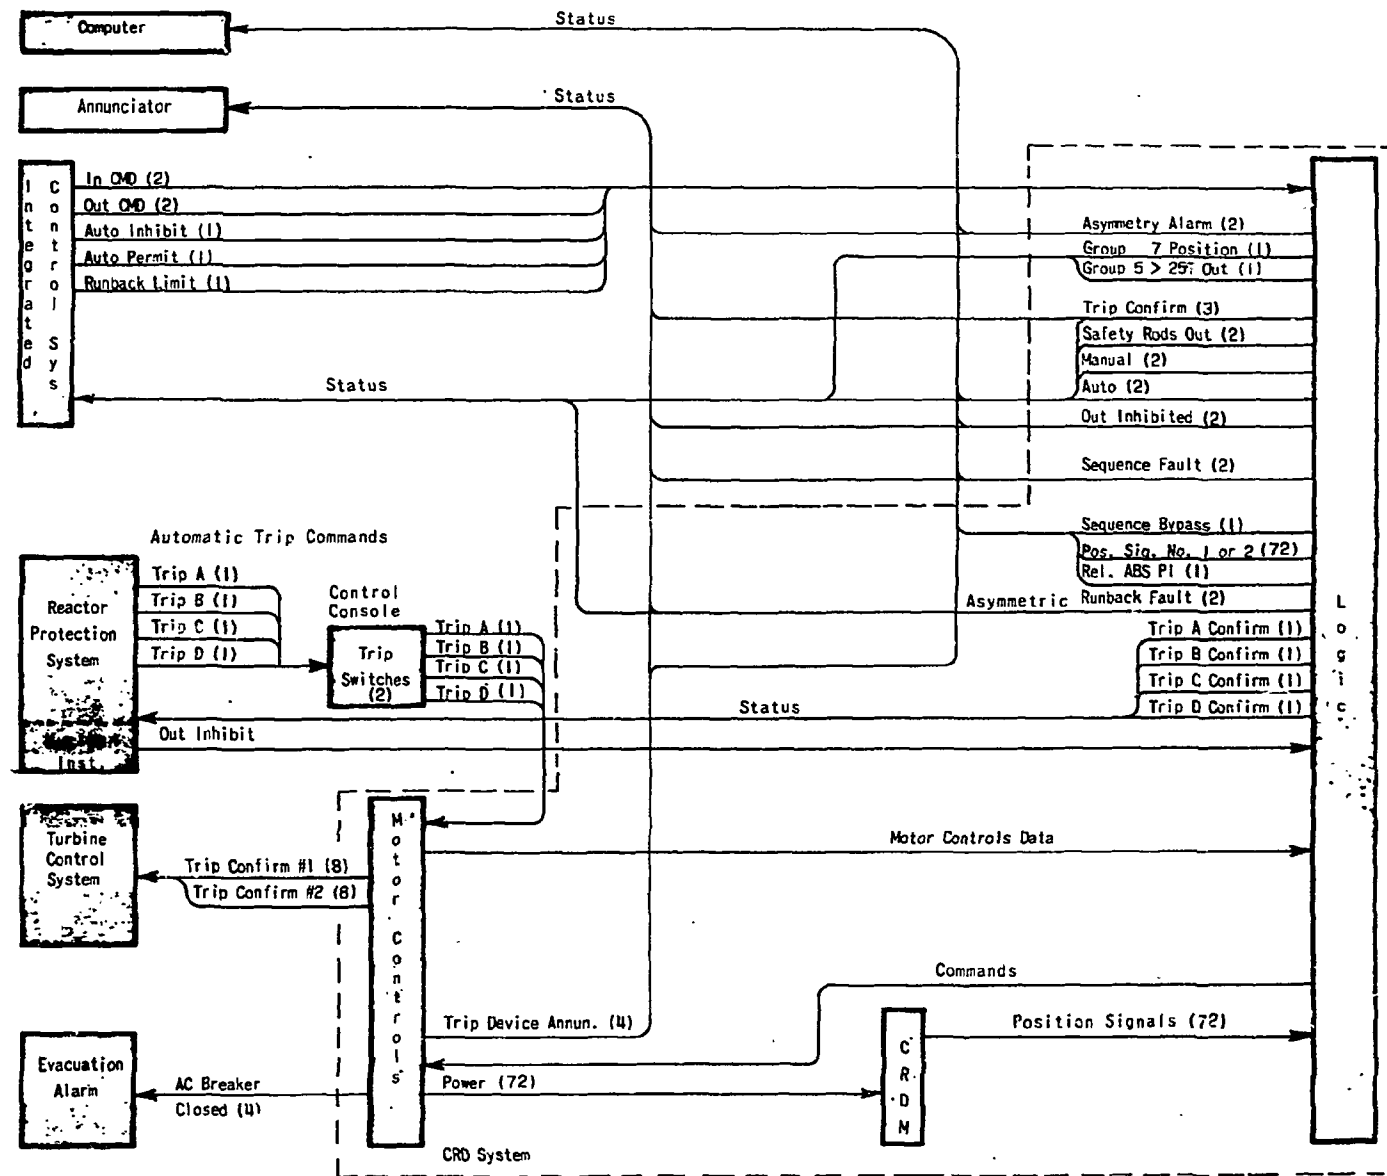 Computer
Status
Annunciator
Status
Integrated
Control Sys
In CMD (2)
Out CMD (2)
Auto Inhibit (1)
Auto Permit (1)
Runback Limit (1)
Status
Asymmetry Alarm (2)
Group 7 Position (1)
Group 5 > 25% Out (1)
Trip Confirm (3)
Safety Rods Out (2)
Manual (2)
Auto (2)
Out Inhibited (2)
Sequence Fault (2)
Sequence Bypass (1)
Pos. Sig. No. 1 or 2 (72)
Rel. ABS PI (1)
Asymmetric Runback Fault (2)
Trip A Confirm (1)
Trip B Confirm (1)
Trip C Confirm (1)
Trip D Confirm (1)
Logic
Automatic Trip Commands
Reactor
Protection
System
Trip A (1)
Trip B (1)
Trip C (1)
Trip D (1)
Control
Console
Trip
Switches
(2)
Trip A (1)
Trip B (1)
Trip C (1)
Trip D (1)
Status
Inst.
Out Inhibit
Turbine
Control
System
Trip Confirm #1 (8)
Trip Confirm #2 (8)
Motor Controls
Motor Controls Data
Commands
Trip Device Annun. (4)
Position Signals (72)
CRDM
Evacuation
Alarm
AC Breaker
Closed (4)
Power (72)
CRD System